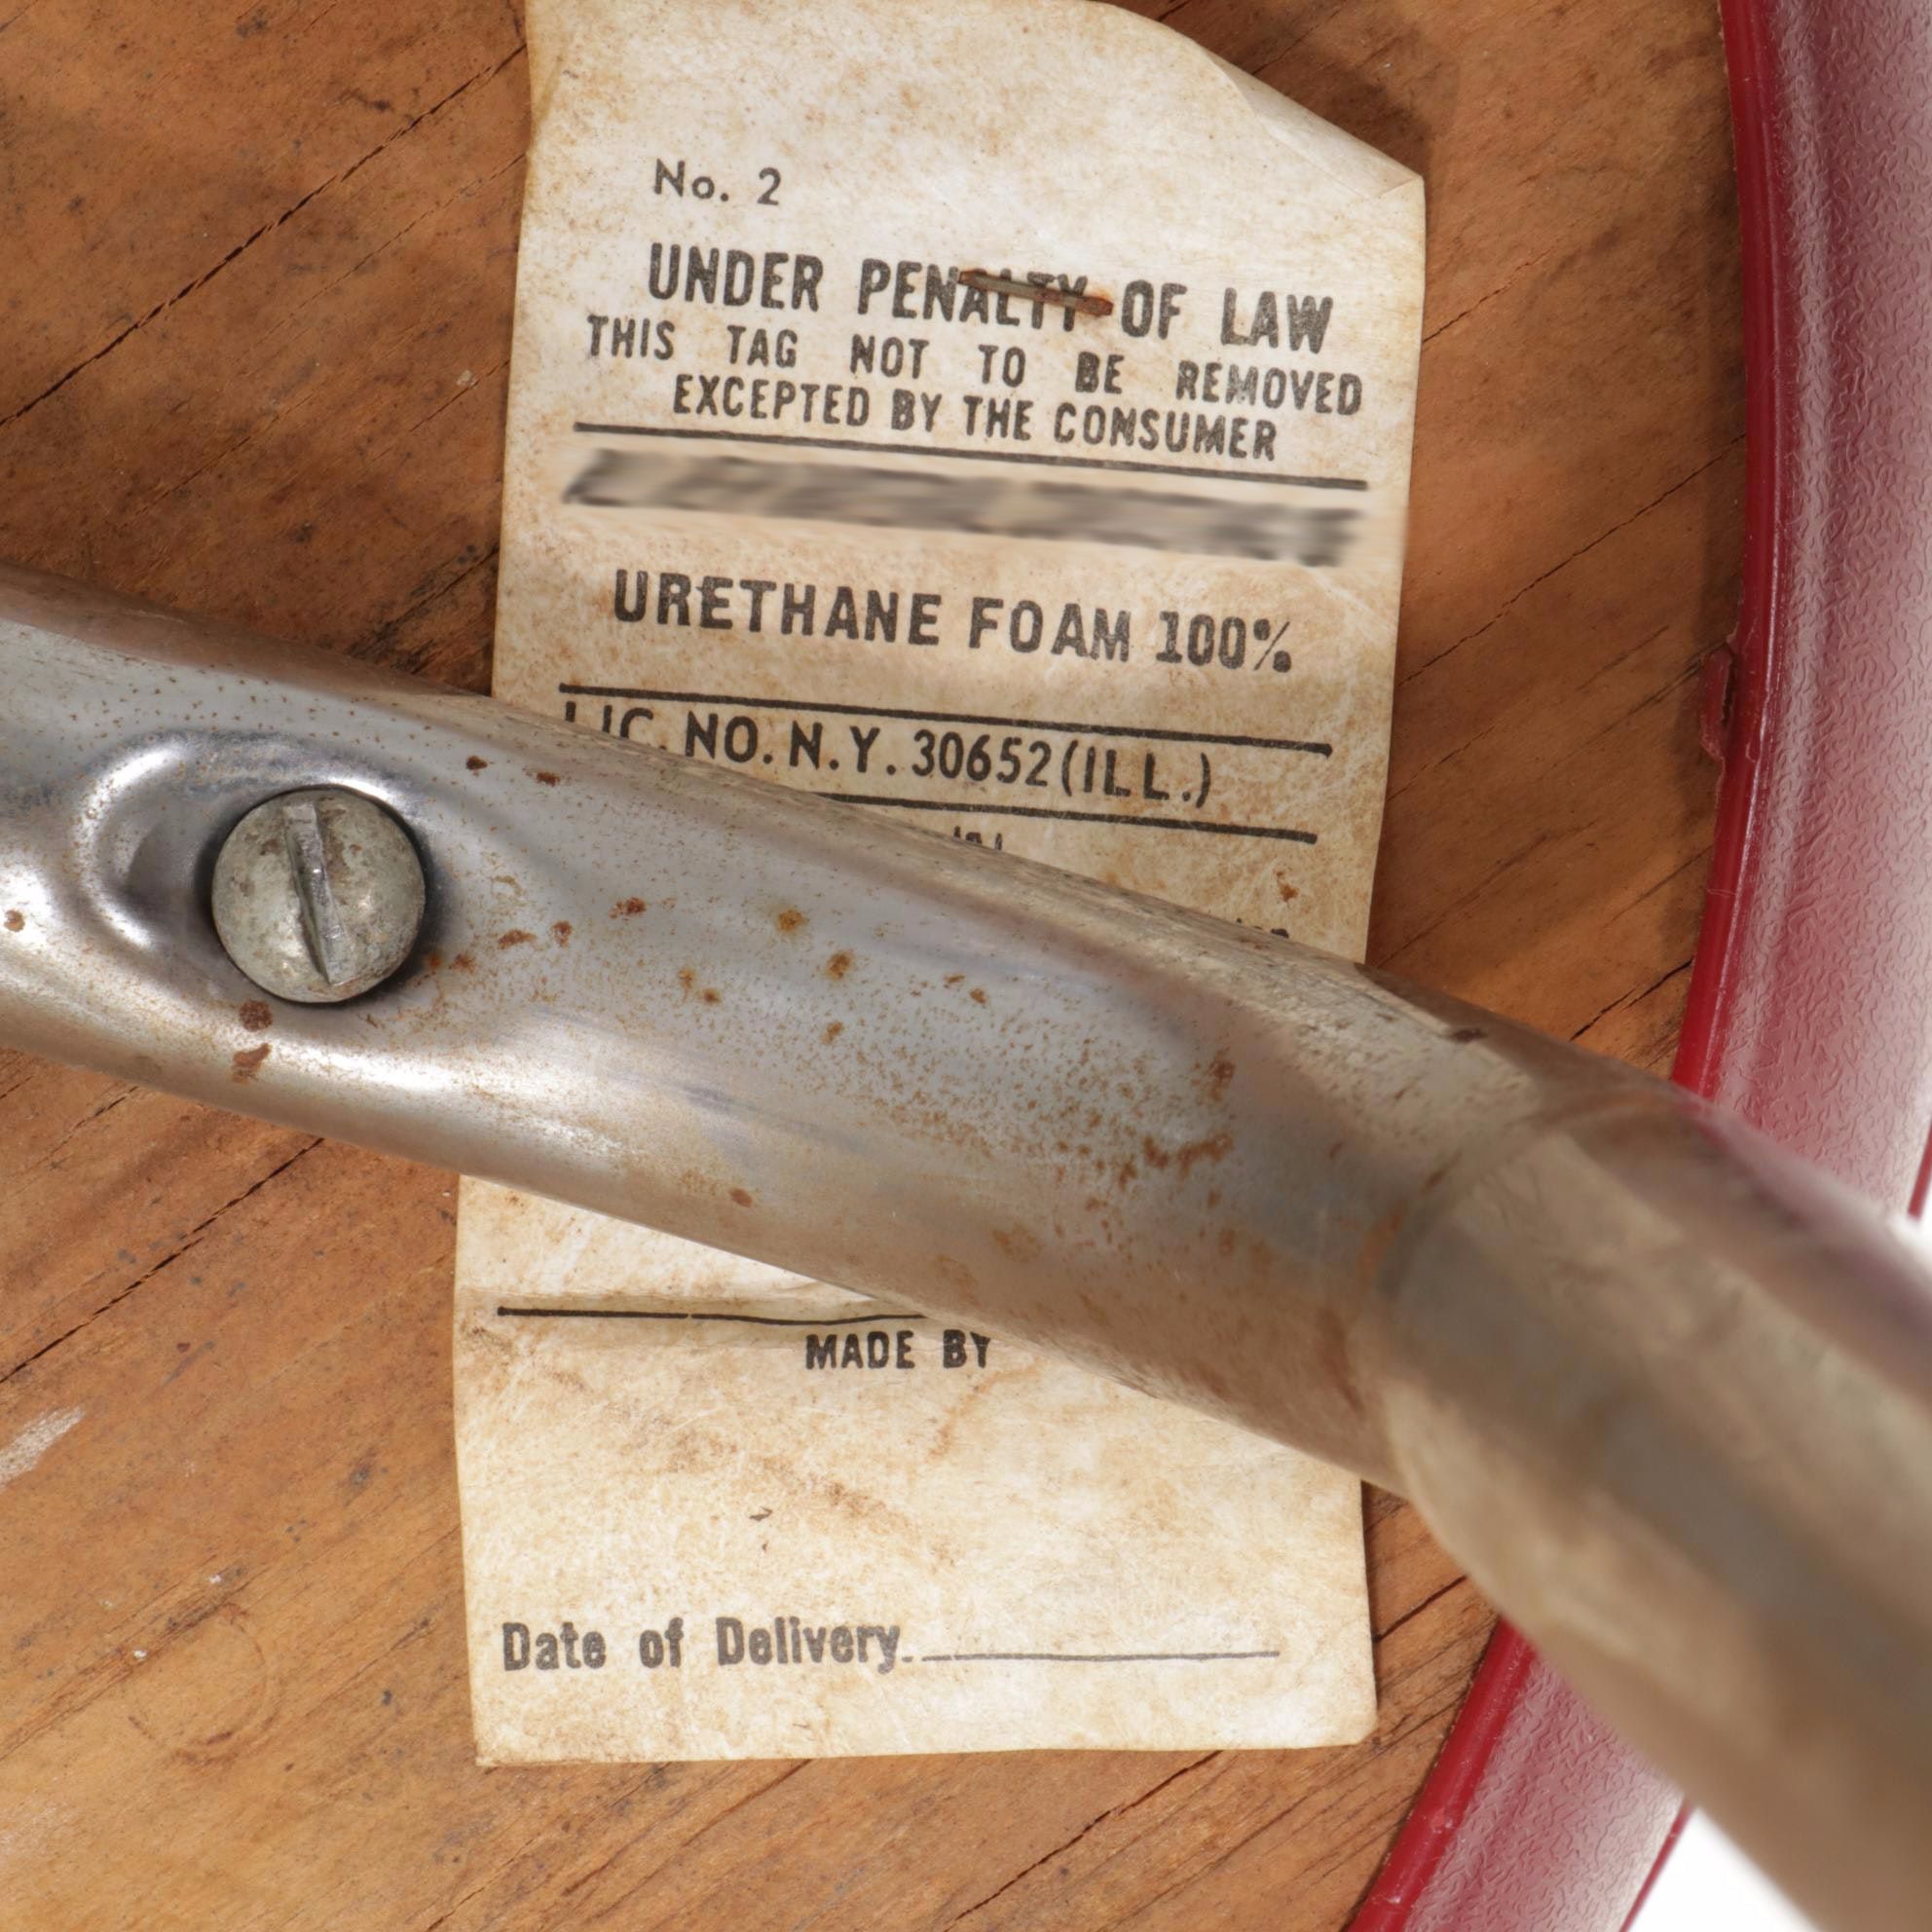 No. 2
UNDER PENALTY OF LAW
THIS TAG NOT TO BE REMOVED
EXCEPTED BY THE CONSUMER
URETHANE FOAM 100%
LIC. NO. N.Y. 30652(ILL.)
MADE BY
Date of Delivery